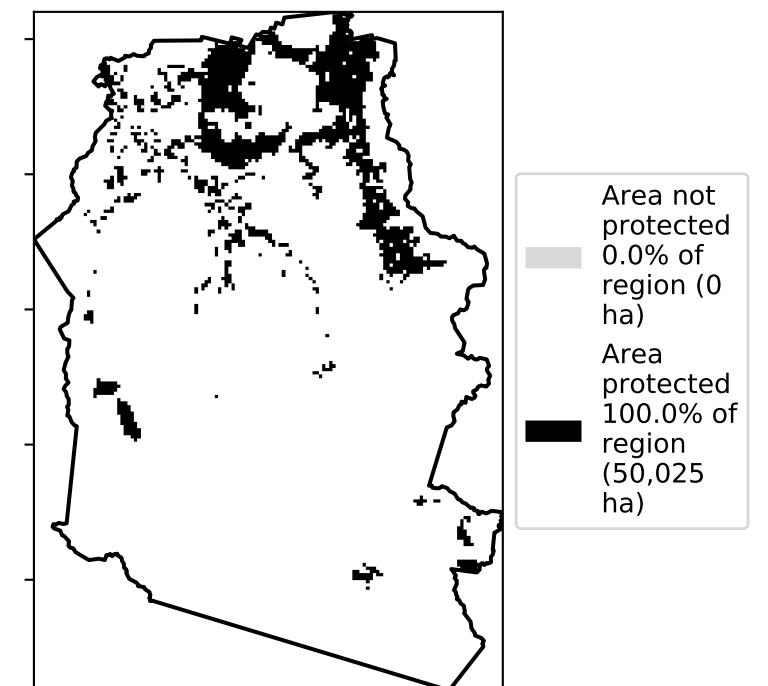 Area not
protected
0.0% of
region (0
ha)
Area
protected
100.0% of
region
(50,025
ha)